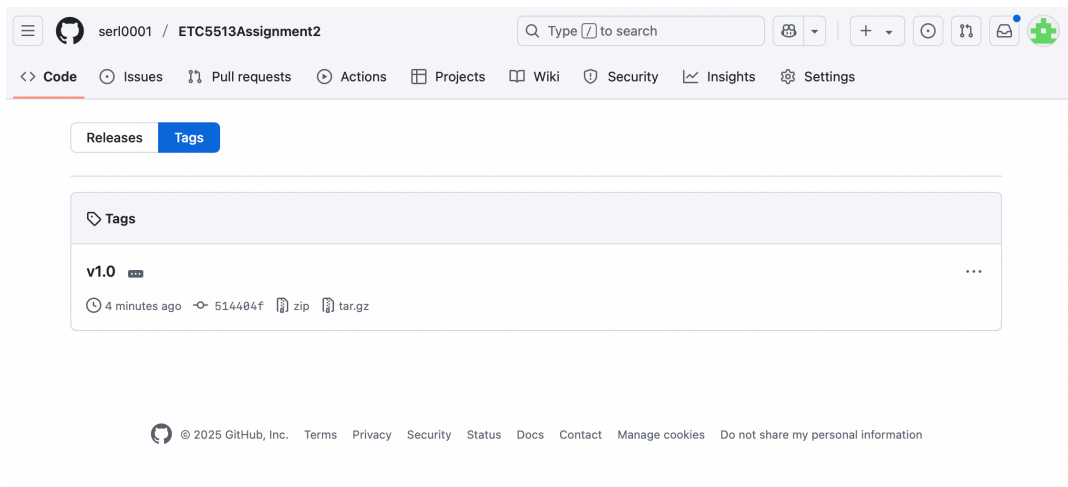 serl0001 / ETC5513Assignment2
Type / to search
Code Issues Pull requests Actions Projects Wiki Security Insights Settings
Releases Tags
Tags
v1.0
4 minutes ago 514404f zip tar.gz
© 2025 GitHub, Inc. Terms Privacy Security Status Docs Contact Manage cookies Do not share my personal information